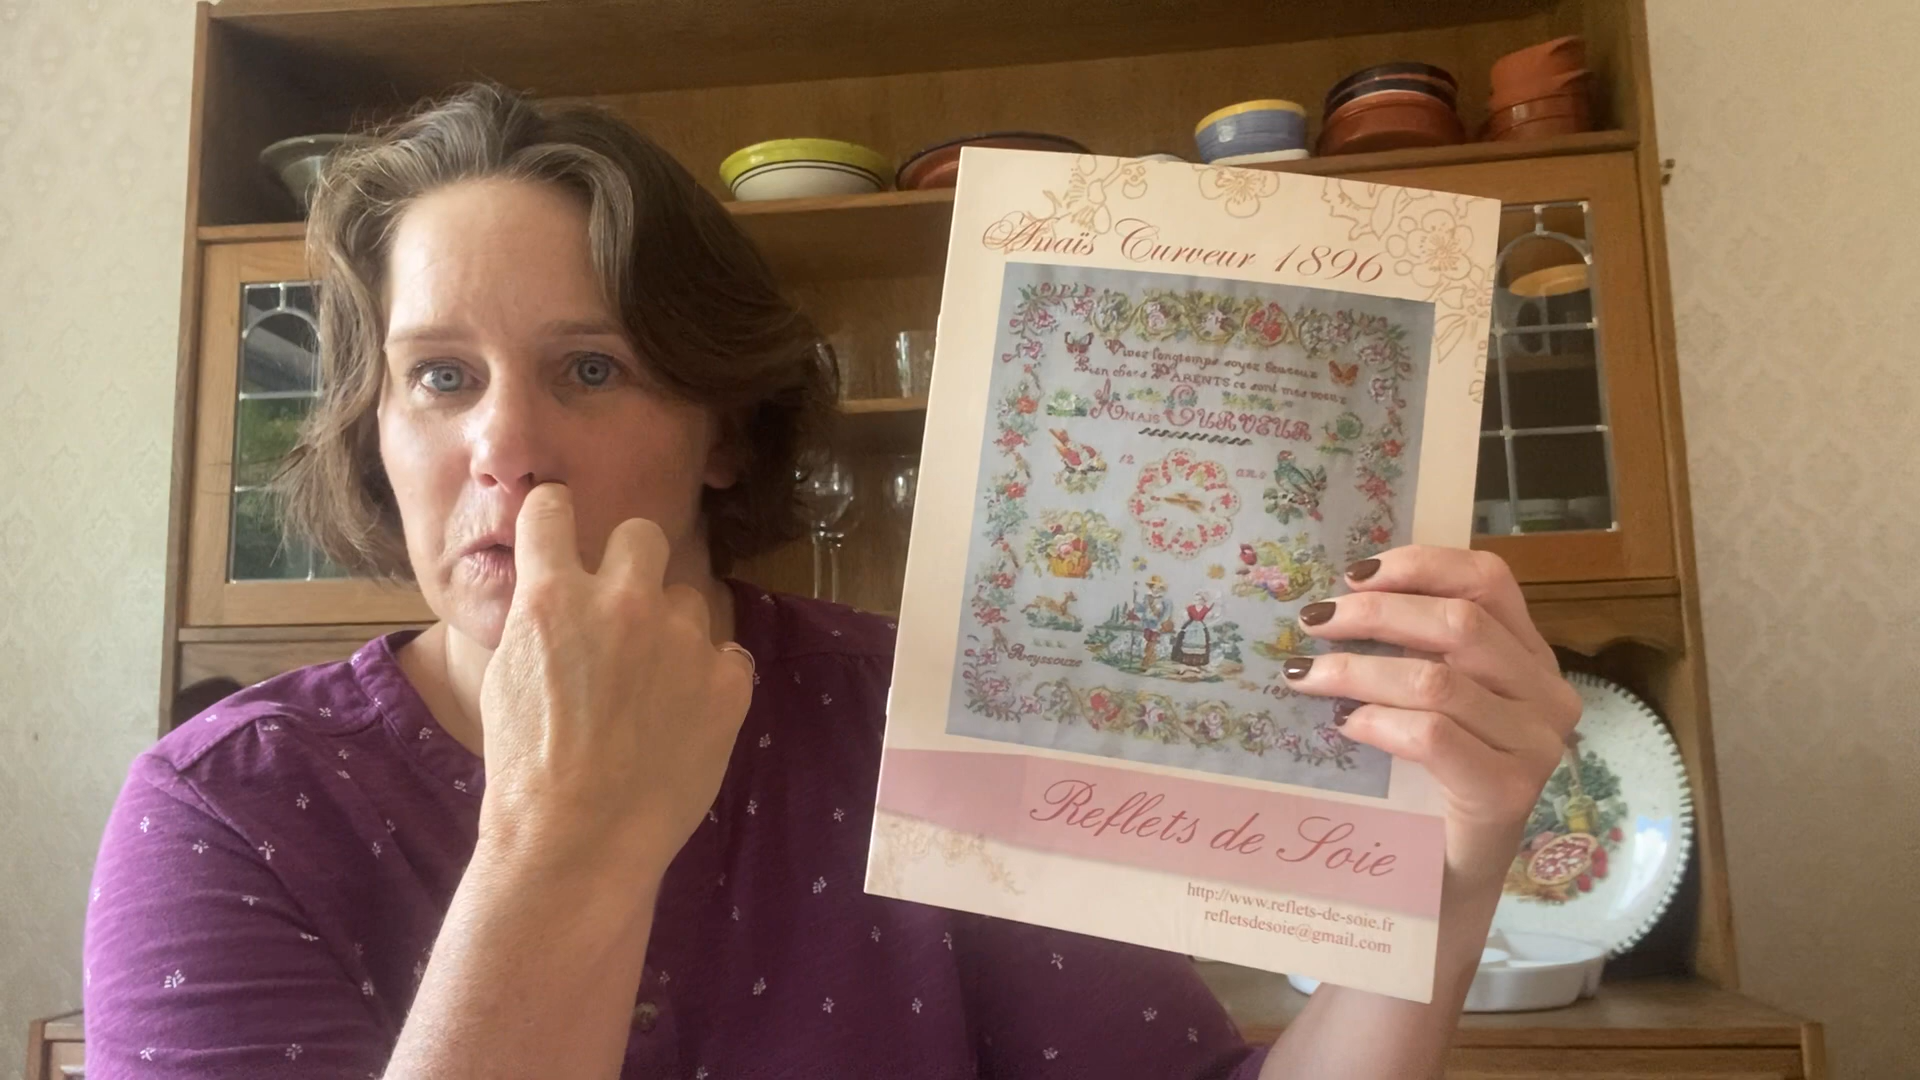 Anaïs Curveur 1896
Vivez longtemps soyez heureux
Bien chers PARENTS ce sont mes voeux
ANAIS CURVEUR
12 ans
Reyssouze
1896
Reflets de Soie
http://www.reflets-de-soie.fr
refletsdesoie@gmail.com